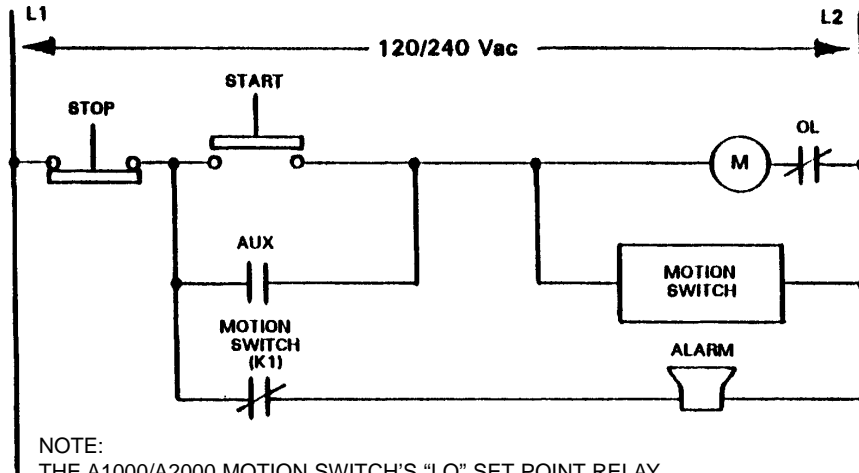 L1
L2
120/240 Vac
START
STOP
OL
M
AUX
MOTION
SWITCH
MOTION
SWITCH
(K1)
ALARM
NOTE:
THE A1000/A2000 MOTION SWITCH'S “LO” SET POINT RELAY